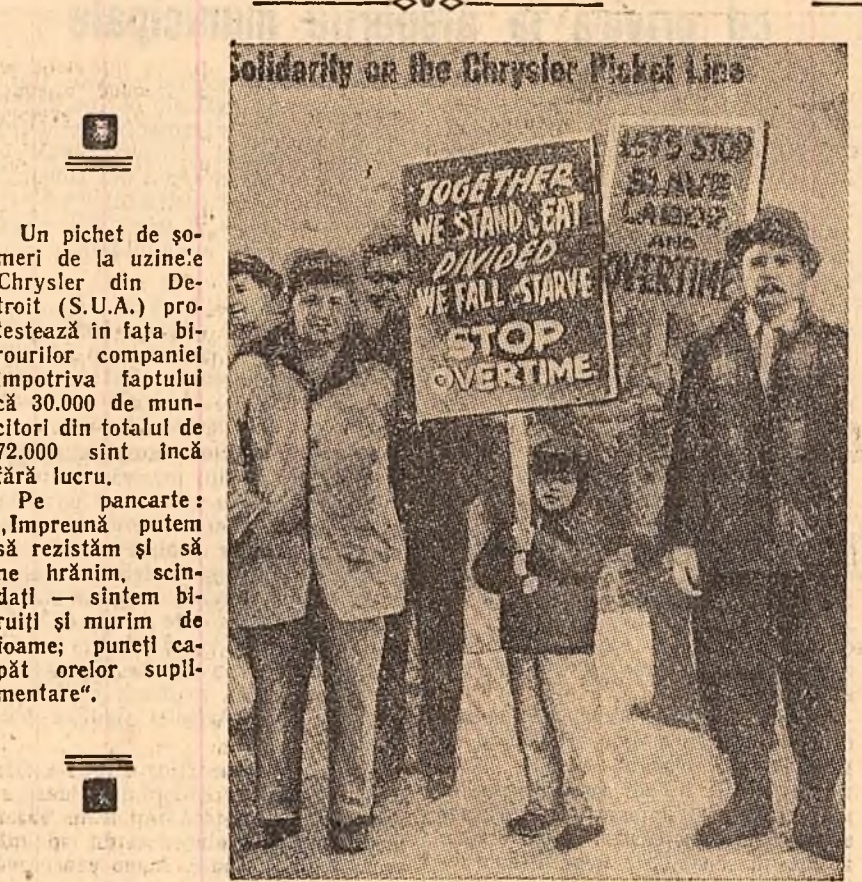 Un pichet de șo-
meri de la uzinele
Chrysler din De-
troit (S.U.A.) pro-
testează în fața bi-
rourilor companiei
împotriva faptului
că 30.000 de mun-
citori din totalul de
72.000 sînt încă
fără lucru.
Pe pancarte:
„Împreună putem
să rezistăm și să
ne hrănim, scin-
dați — sîntem bi-
ruiți și murim de
foame; puneți ca-
păt orelor supli-
mentare“.
Solidarity on the Chrysler Picket Line
TOGETHER
WE STAND & EAT
DIVIDED
WE FALL & STARVE
STOP
OVERTIME
LET'S STOP
SLAVE
LABOR
AND
OVERTIME